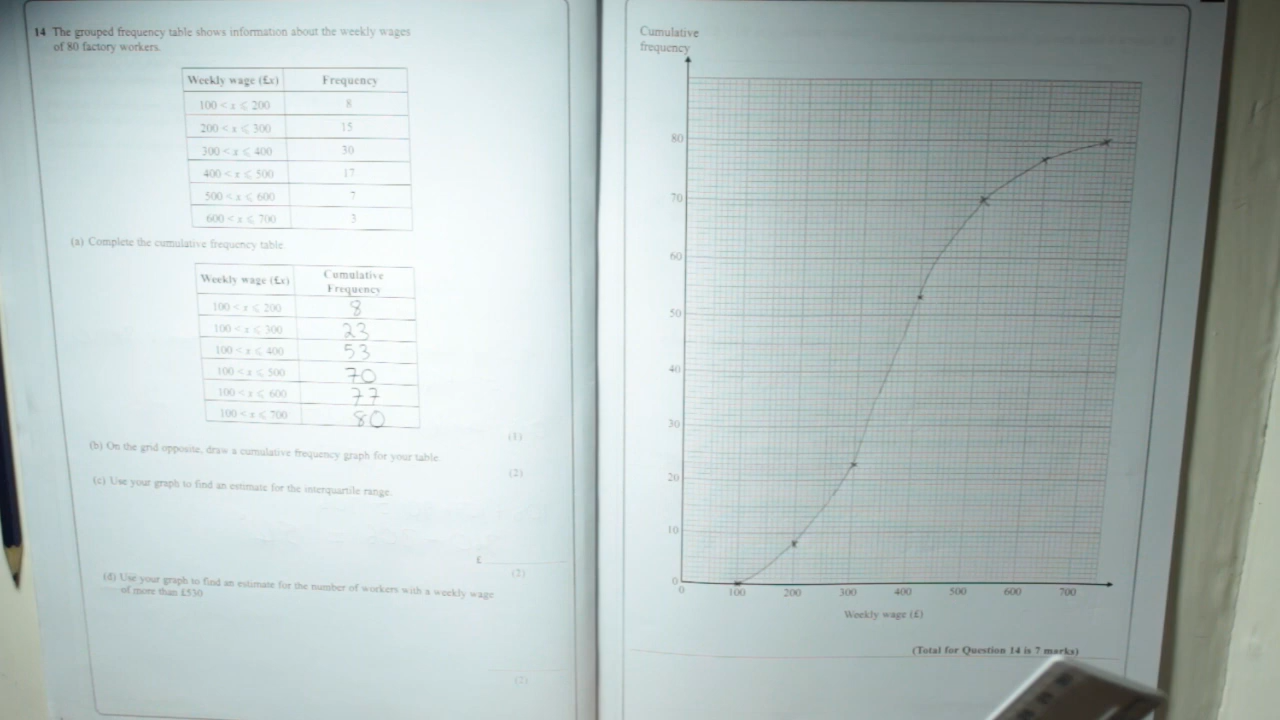 14 The grouped frequency table shows information about the weekly wages
of 80 factory workers.
Weekly wage (£x) Frequency
100 < x ⩽ 200 8
200 < x ⩽ 300 15
300 < x ⩽ 400 30
400 < x ⩽ 500 17
500 < x ⩽ 600 7
600 < x ⩽ 700 3
(a) Complete the cumulative frequency table
Weekly wage (£x) Cumulative
Frequency
100 < x ⩽ 200 8
100 < x ⩽ 300 23
100 < x ⩽ 400 53
100 < x ⩽ 500 70
100 < x ⩽ 600 77
100 < x ⩽ 700 80
(1)
(b) On the grid opposite, draw a cumulative frequency graph for your table.
(2)
(c) Use your graph to find an estimate for the interquartile range.
£
(2)
(d) Use your graph to find an estimate for the number of workers with a weekly wage
of more than £530
(2)
Cumulative
frequency
80
70
60
50
40
30
20
10
0
0 100 200 300 400 500 600 700
Weekly wage (£)
(Total for Question 14 is 7 marks)